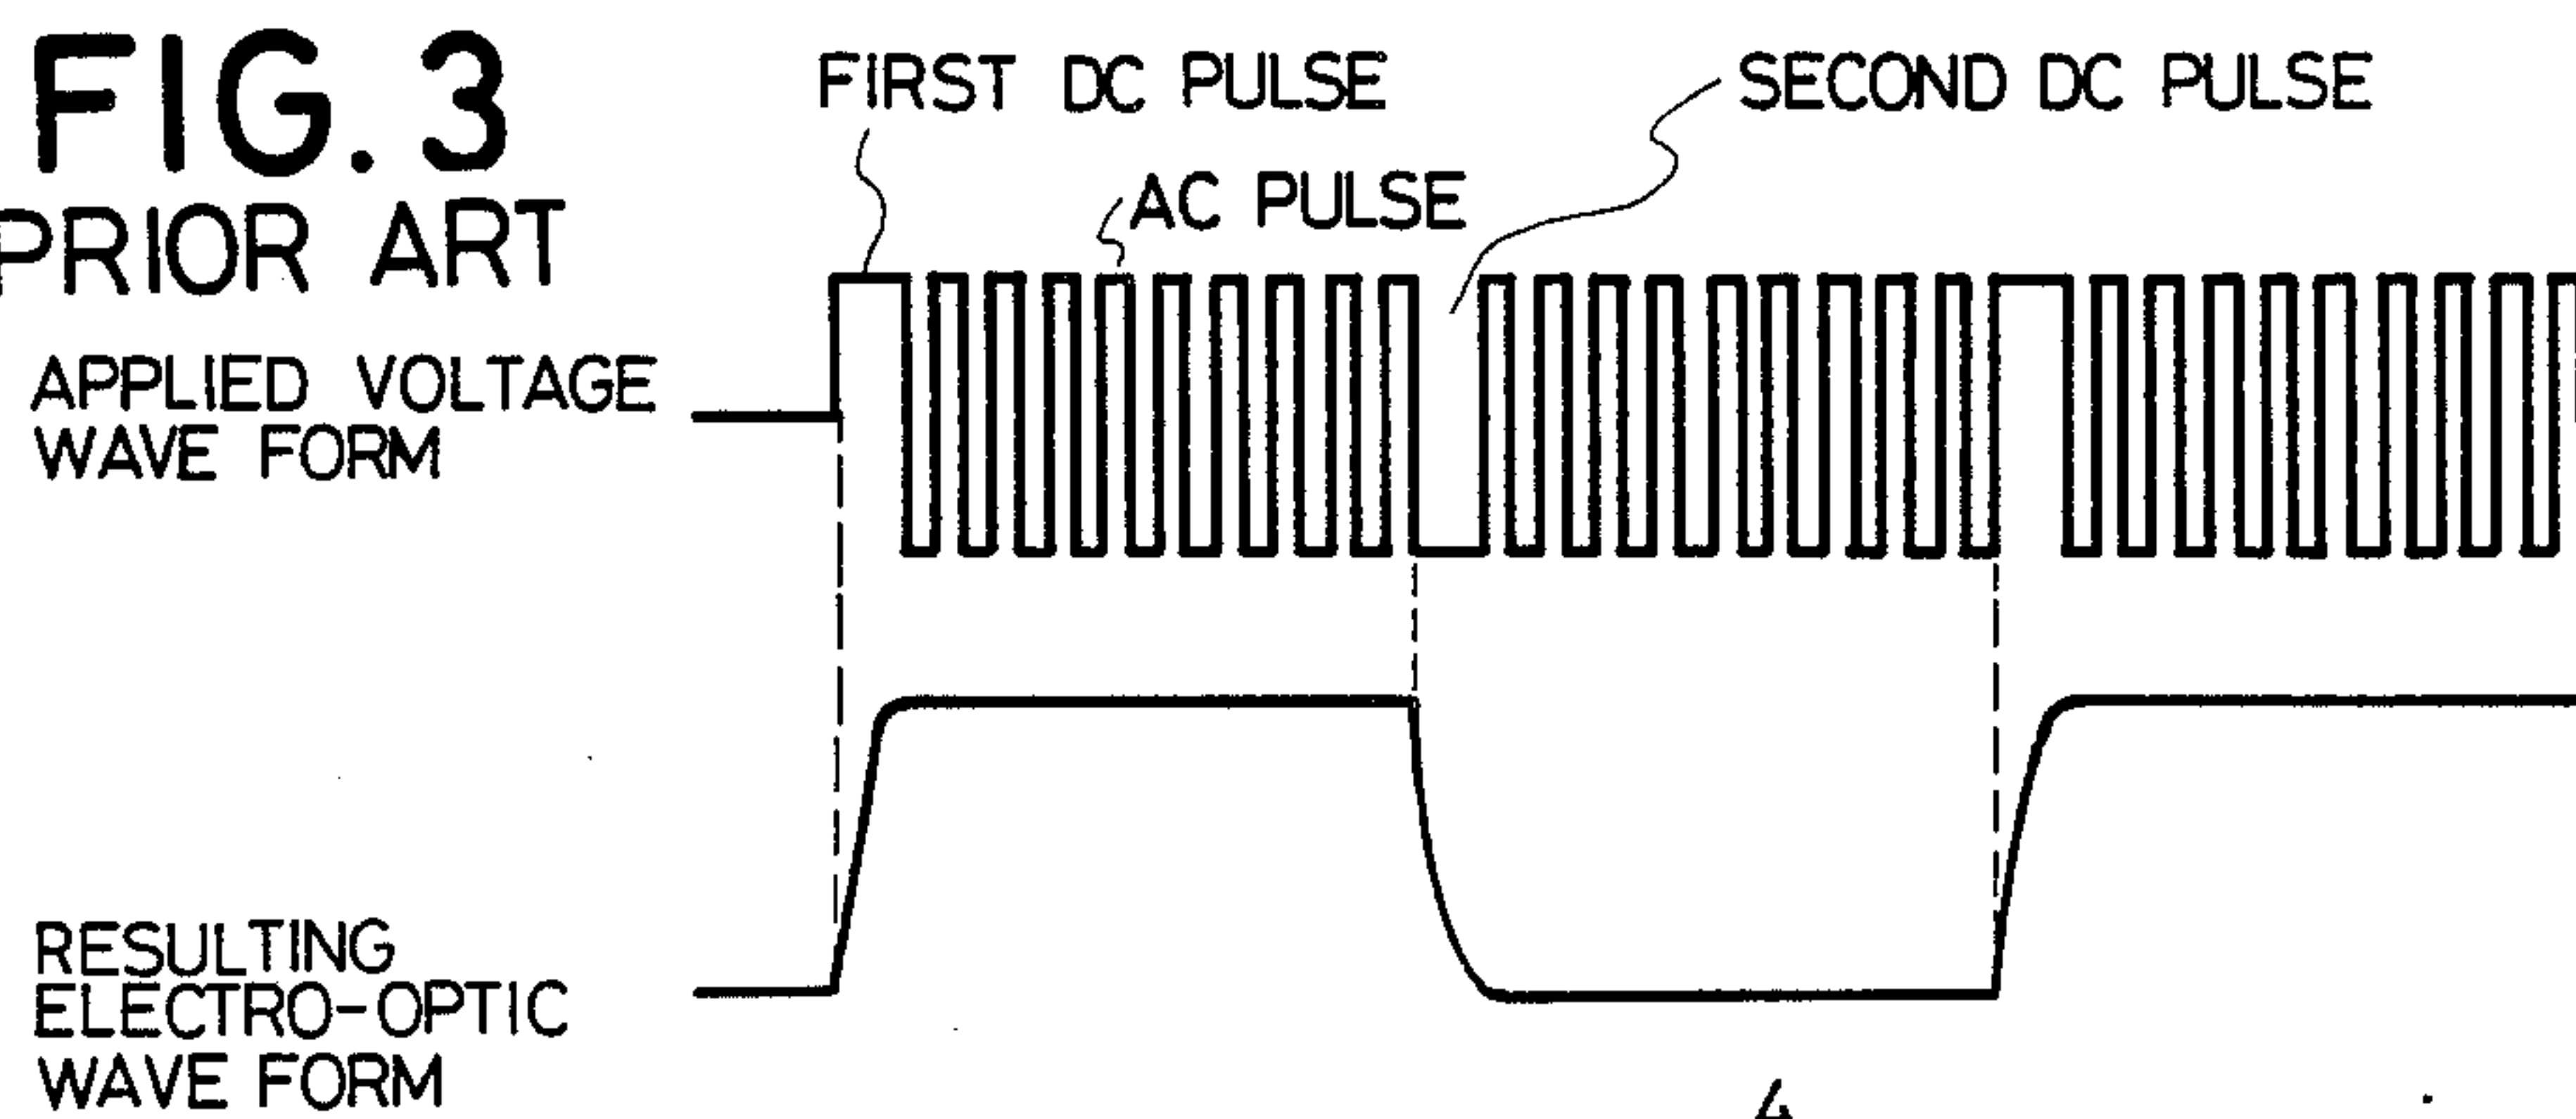 FIG. 3
PRIOR ART
FIRST DC PULSE
SECOND DC PULSE
AC PULSE
APPLIED VOLTAGE
WAVE FORM
RESULTING
ELECTRO-OPTIC
WAVE FORM
4